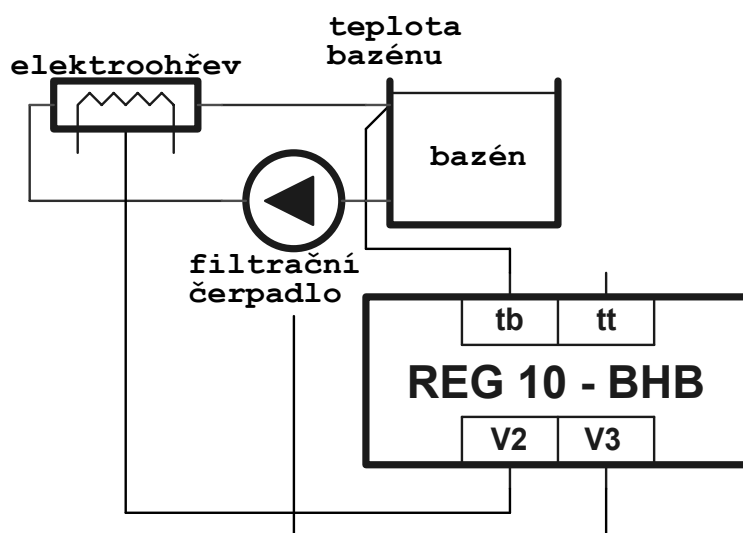 teplota
bazénu
elektroohřev
bazén
filtrační
čerpadlo
tb tt
REG 10 - BHB
V2 V3